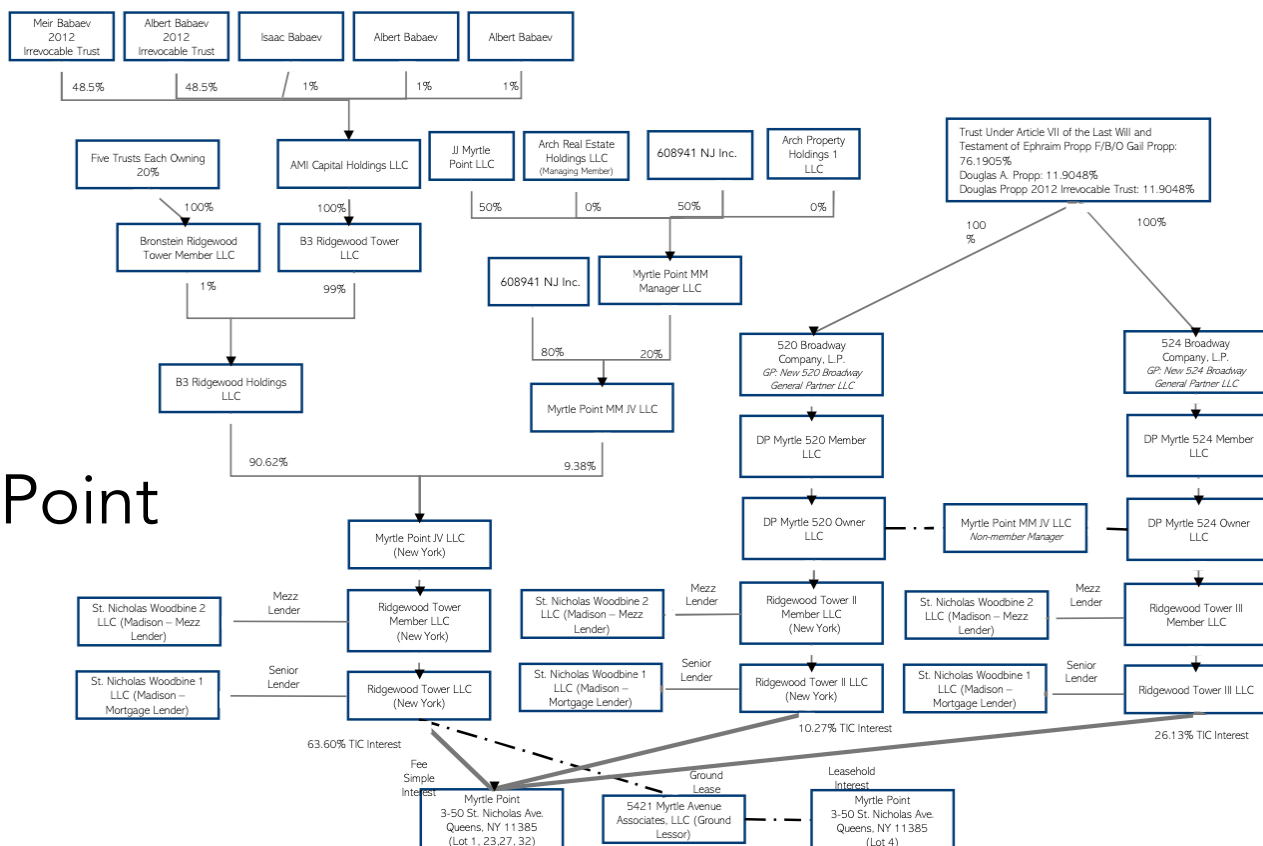 Meir Babaev
2012
Irrevocable Trust
Albert Babaev
2012
Irrevocable Trust
Isaac Babaev
Albert Babaev
Albert Babaev
48.5%
48.5%
1%
1%
1%
Five Trusts Each Owning
20%
AMI Capital Holdings LLC
JJ Myrtle
Point LLC
Arch Real Estate
Holdings LLC
(Managing Member)
608941 NJ Inc.
Arch Property
Holdings 1
LLC
Trust Under Article VII of the Last Will and
Testament of Ephraim Propp F/B/O Gail Propp:
76.1905%
Douglas A. Propp: 11.9048%
Douglas Propp 2012 Irrevocable Trust: 11.9048%
100%
100%
50%
0%
50%
0%
100
%
100%
Bronstein Ridgewood
Tower Member LLC
B3 Ridgewood Tower
LLC
608941 NJ Inc.
Myrtle Point MM
Manager LLC
1%
99%
80%
20%
520 Broadway
Company, L.P.
GP: New 520 Broadway
General Partner LLC
524 Broadway
Company, L.P.
GP: New 524 Broadway
General Partner LLC
B3 Ridgewood Holdings
LLC
Myrtle Point MM JV LLC
DP Myrtle 520 Member
LLC
DP Myrtle 524 Member
LLC
90.62%
9.38%
Point
Myrtle Point JV LLC
(New York)
DP Myrtle 520 Owner
LLC
Myrtle Point MM JV LLC
Non-member Manager
DP Myrtle 524 Owner
LLC
St. Nicholas Woodbine 2
LLC (Madison – Mezz
Lender)
Mezz
Lender
Ridgewood Tower
Member LLC
(New York)
St. Nicholas Woodbine 2
LLC (Madison – Mezz
Lender)
Mezz
Lender
Ridgewood Tower II
Member LLC
(New York)
St. Nicholas Woodbine 2
LLC (Madison – Mezz
Lender)
Mezz
Lender
Ridgewood Tower III
Member LLC
St. Nicholas Woodbine 1
LLC (Madison –
Mortgage Lender)
Senior
Lender
Ridgewood Tower LLC
(New York)
St. Nicholas Woodbine 1
LLC (Madison –
Mortgage Lender)
Senior
Lender
Ridgewood Tower II LLC
(New York)
St. Nicholas Woodbine 1
LLC (Madison –
Mortgage Lender)
Senior
Lender
Ridgewood Tower III LLC
63.60% TIC Interest
10.27% TIC Interest
26.13% TIC Interest
Fee
Simple
Interest
Ground
Lease
Leasehold
Interest
Myrtle Point
3-50 St. Nicholas Ave.
Queens, NY 11385
(Lot 1, 23,27, 32)
5421 Myrtle Avenue
Associates, LLC (Ground
Lessor)
Myrtle Point
3-50 St. Nicholas Ave.
Queens, NY 11385
(Lot 4)